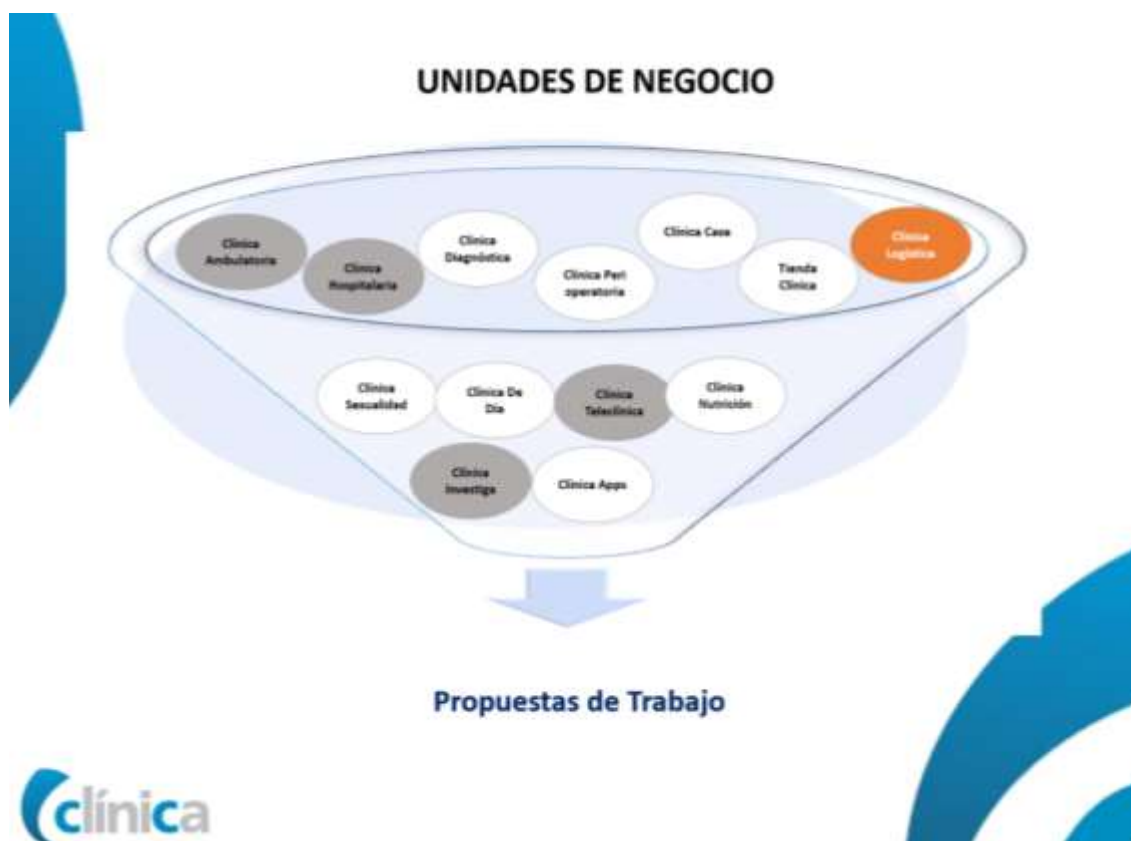 UNIDADES DE NEGOCIO
Clínica
Ambulatoria
Clínica
Hospitalaria
Clínica
Diagnóstica
Clínica Peri
operatoria
Clínica Casa
Tienda
Clínica
Clínica
Logística
Clínica
Sexualidad
Clínica De
Día
Clínica
Teleclínica
Clínica
Nutrición
Clínica
Investiga
Clínica Apps
Propuestas de Trabajo
clínica